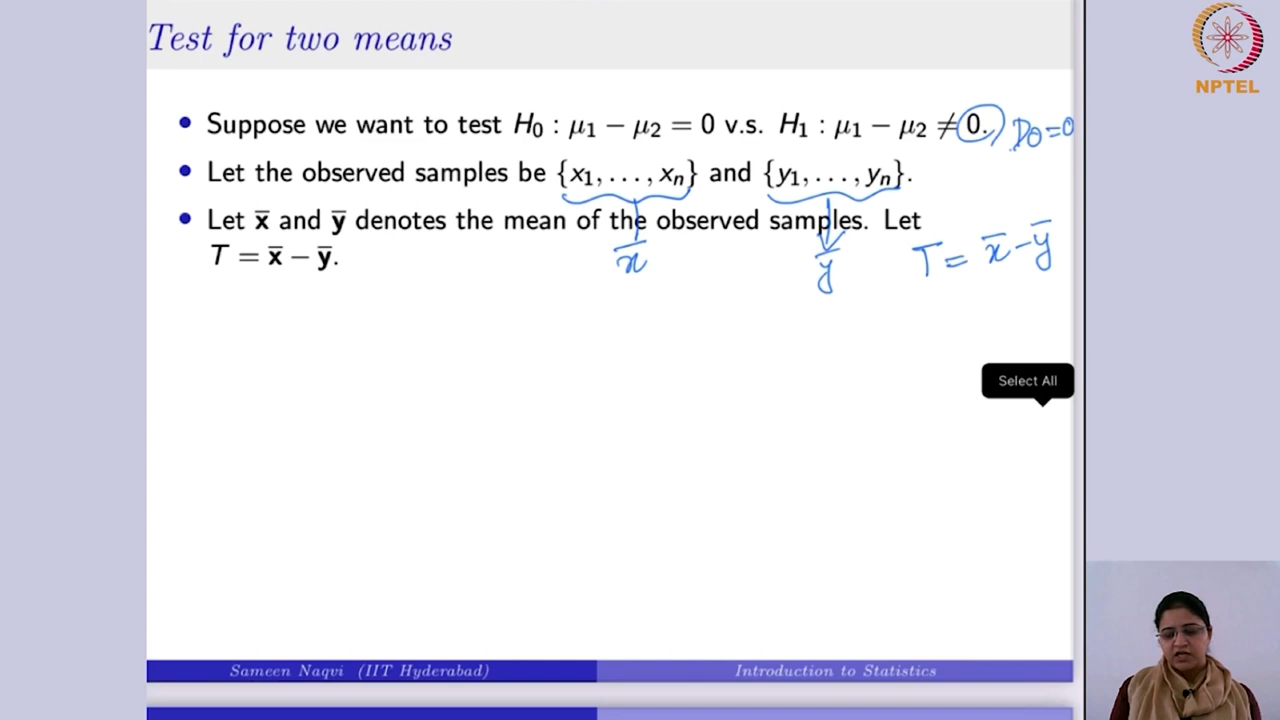 Test for two means
NPTEL
• Suppose we want to test H₀ : μ₁ − μ₂ = 0 v.s. H₁ : μ₁ − μ₂ ≠ 0. D0=0
• Let the observed samples be {x₁, . . . , xₙ} and {y₁, . . . , yₙ}.
• Let x̄ and ȳ denotes the mean of the observed samples. Let
T = x̄ − ȳ.
x̄ ȳ T = x̄ − ȳ
Select All
Sameen Naqvi (IIT Hyderabad) Introduction to Statistics